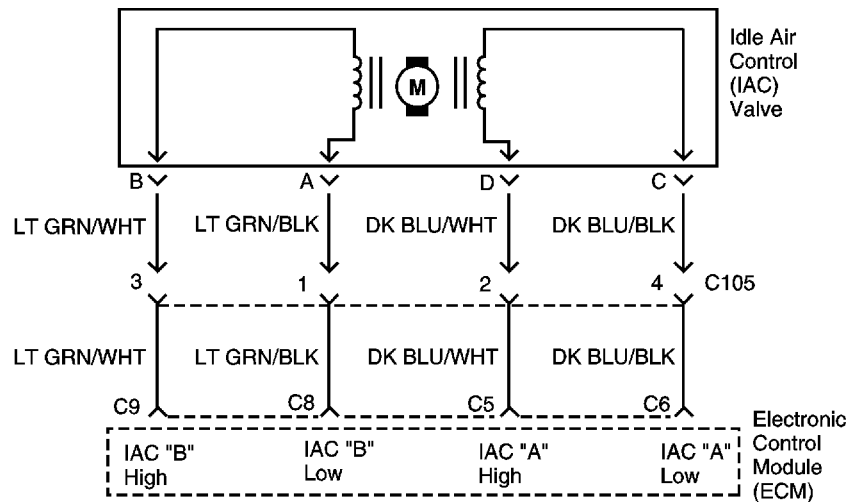 Idle Air
Control
(IAC)
Valve
M
B A D C
LT GRN/WHT LT GRN/BLK DK BLU/WHT DK BLU/BLK
3 1 2 4 C105
LT GRN/WHT LT GRN/BLK DK BLU/WHT DK BLU/BLK
C9 C8 C5 C6
IAC "B"
High
IAC "B"
Low
IAC "A"
High
IAC "A"
Low
Electronic
Control
Module
(ECM)